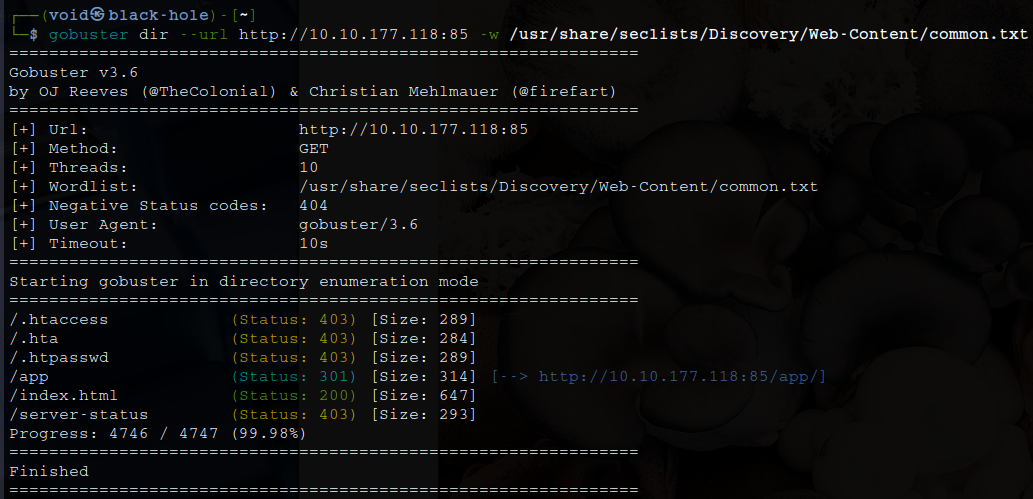 ┌──(void㉿black-hole)-[~]
└─$ gobuster dir --url http://10.10.177.118:85 -w /usr/share/seclists/Discovery/Web-Content/common.txt
===============================================================
Gobuster v3.6
by OJ Reeves (@TheColonial) & Christian Mehlmauer (@firefart)
===============================================================
[+] Url:                     http://10.10.177.118:85
[+] Method:                  GET
[+] Threads:                 10
[+] Wordlist:                /usr/share/seclists/Discovery/Web-Content/common.txt
[+] Negative Status codes:   404
[+] User Agent:              gobuster/3.6
[+] Timeout:                 10s
===============================================================
Starting gobuster in directory enumeration mode
===============================================================
/.htaccess            (Status: 403) [Size: 289]
/.hta                 (Status: 403) [Size: 284]
/.htpasswd            (Status: 403) [Size: 289]
/app                  (Status: 301) [Size: 314] [--> http://10.10.177.118:85/app/]
/index.html           (Status: 200) [Size: 647]
/server-status        (Status: 403) [Size: 293]
Progress: 4746 / 4747 (99.98%)
===============================================================
Finished
===============================================================